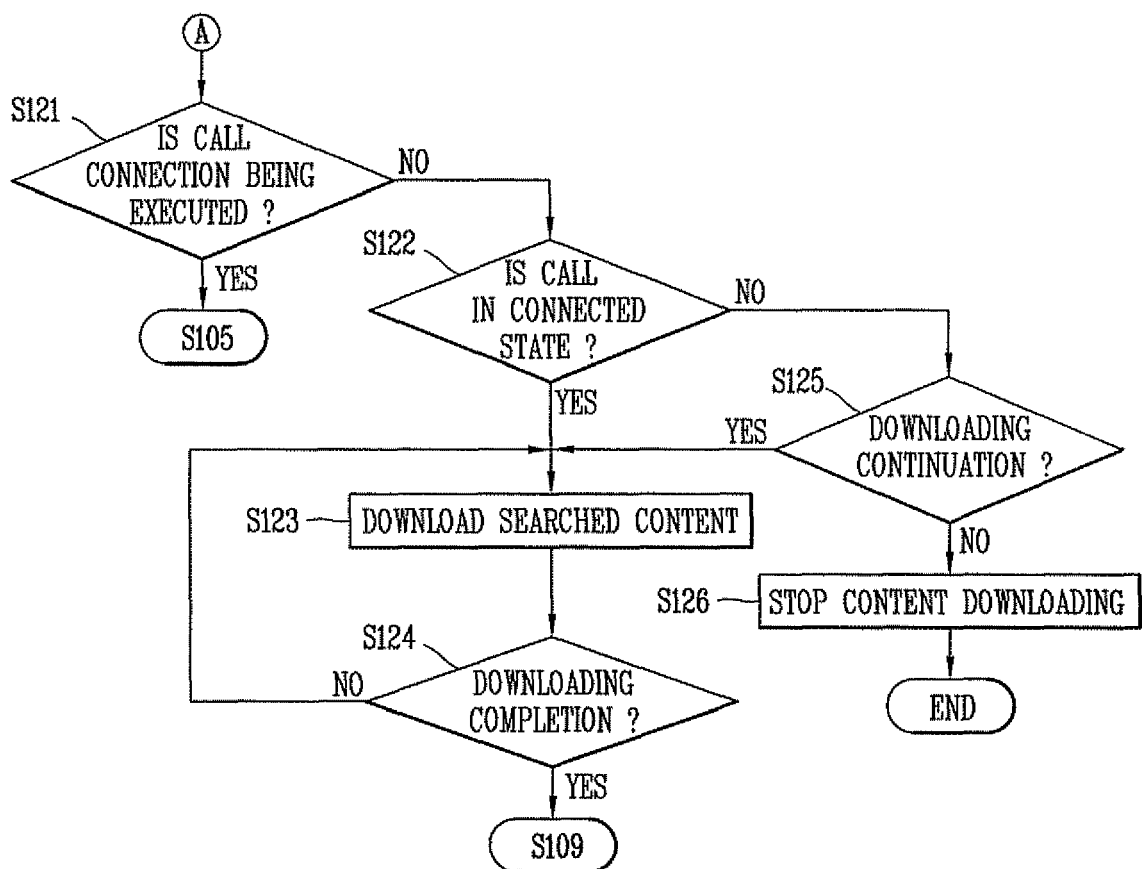 A
S121
IS CALL
CONNECTION BEING
EXECUTED ?
NO
YES
S105
S122
IS CALL
IN CONNECTED
STATE ?
NO
YES
S125
DOWNLOADING
CONTINUATION ?
YES
NO
S123
DOWNLOAD SEARCHED CONTENT
S126
STOP CONTENT DOWNLOADING
END
S124
DOWNLOADING
COMPLETION ?
NO
YES
S109